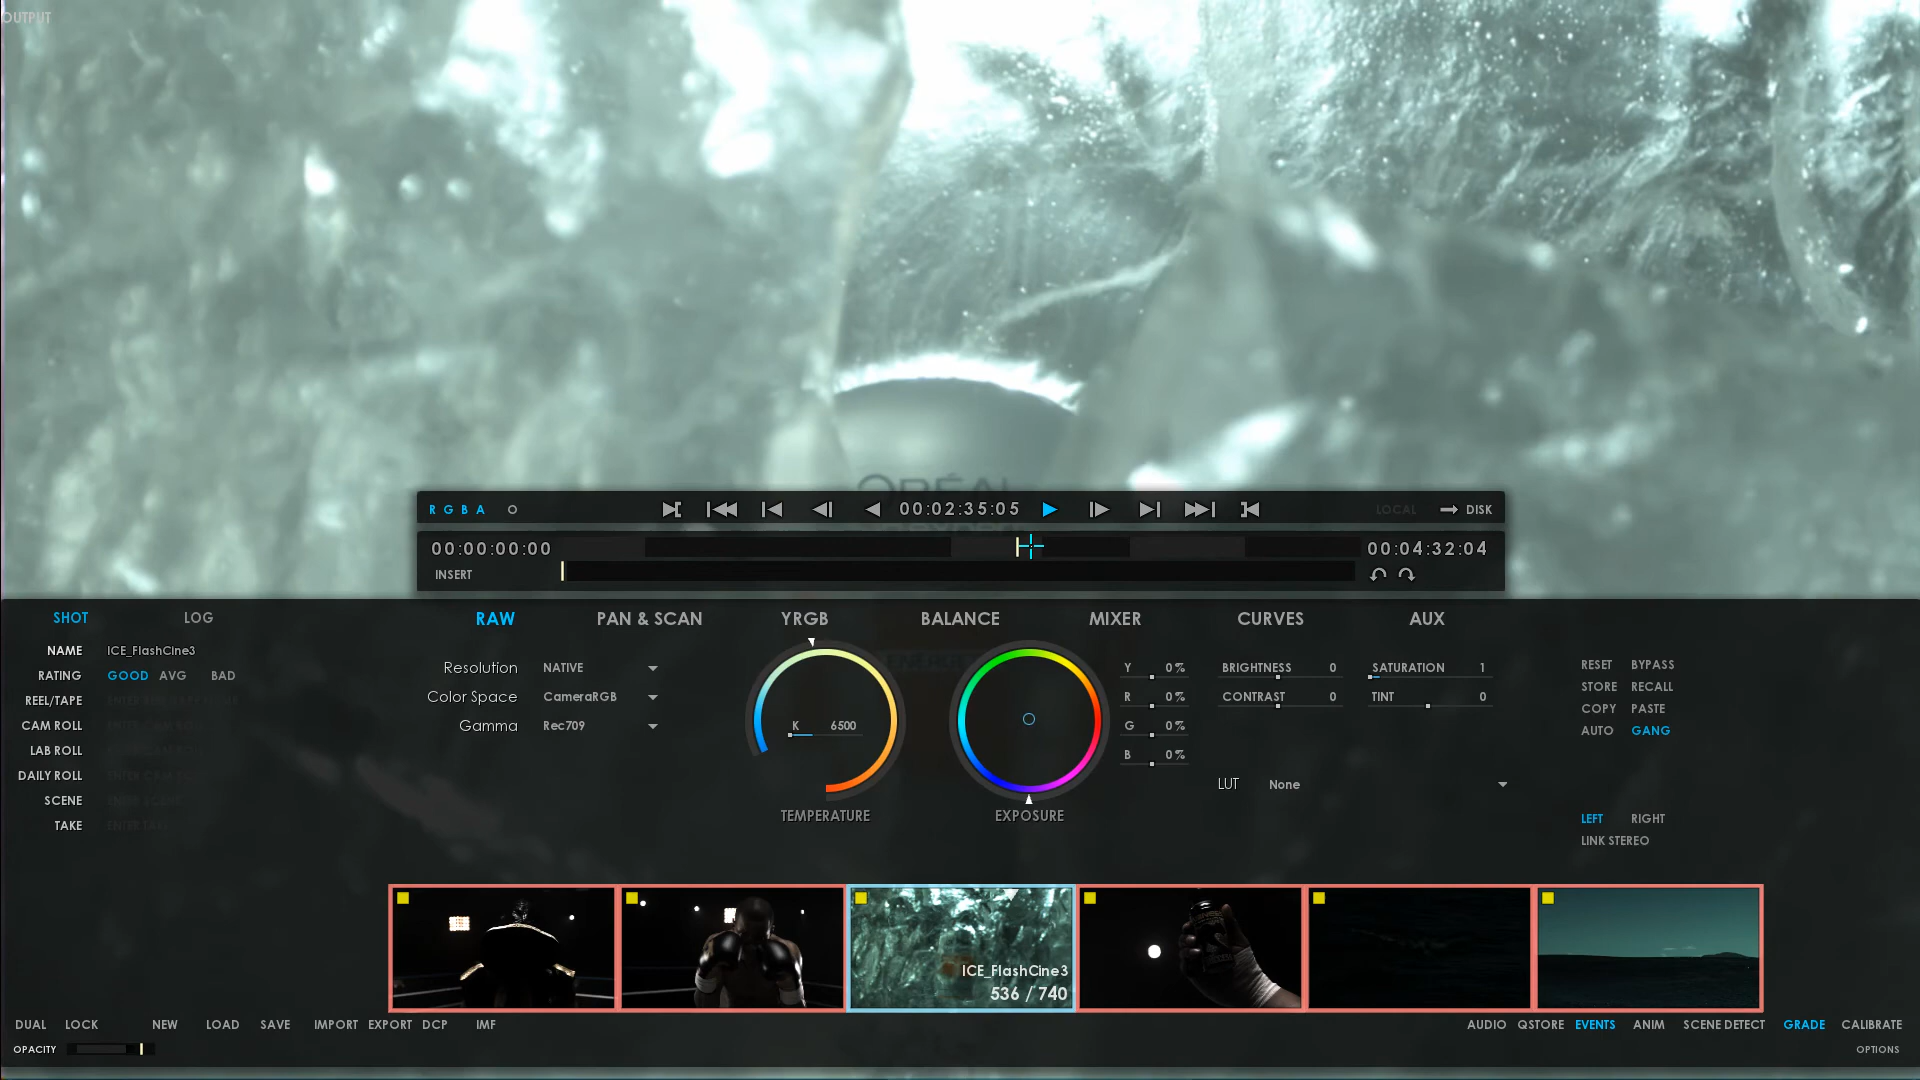 OUTPUT
ORÉAL
R G B A
00:02:35:05
LOCAL
DISK
00:00:00:00
00:04:32:04
INSERT
SHOT
LOG
RAW
PAN & SCAN
YRGB
BALANCE
MIXER
CURVES
AUX
NAME ICE_FlashCine3
RATING GOOD AVG BAD
REEL/TAPE
CAM ROLL
LAB ROLL
DAILY ROLL
SCENE
TAKE
Resolution NATIVE
Color Space CameraRGB
Gamma Rec709
K 6500
TEMPERATURE
EXPOSURE
Y 0%
R 0%
G 0%
B 0%
BRIGHTNESS 0
CONTRAST 0
SATURATION 1
TINT 0
LUT None
RESET BYPASS
STORE RECALL
COPY PASTE
AUTO GANG
LEFT RIGHT
LINK STEREO
ICE_FlashCine3
536 / 740
DUAL LOCK NEW LOAD SAVE IMPORT EXPORT DCP IMF
AUDIO QSTORE EVENTS ANIM SCENE DETECT GRADE CALIBRATE
OPACITY
OPTIONS